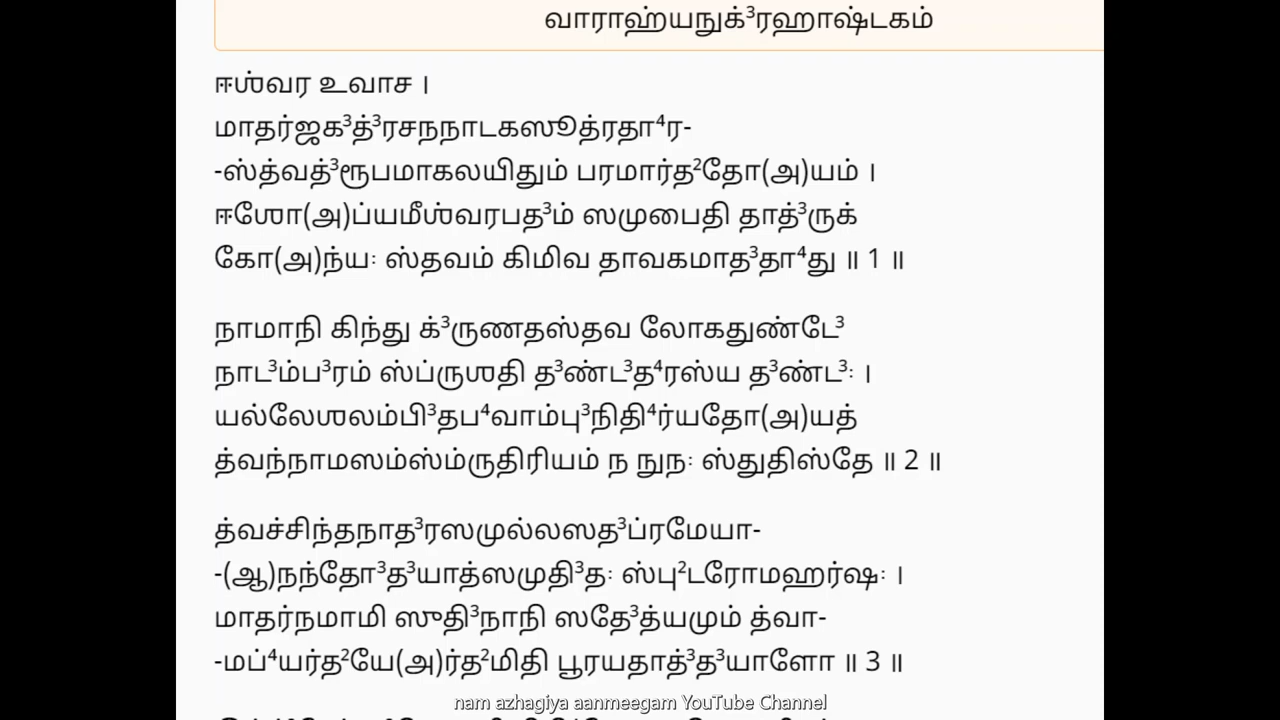 வாராஹ்யநுக்³ரஹாஷ்டகம்
ஈஶ்வர உவாச ।
மாதர்ஜக³த்³ரசநநாடகஸூத்ரதா⁴ர-
-ஸ்த்வத்³ரூபமாகலயிதும் பரமார்த²தோ(அ)யம் ।
ஈஶோ(அ)ப்யமீஶ்வரபத³ம் ஸமுபைதி தாத்³ருக்
கோ(அ)ந்ய꞉ ஸ்தவம் கிமிவ தாவகமாத³தா⁴து ॥ 1 ॥
நாமாநி கிந்து க்³ருணதஸ்தவ லோகதுண்டே³
நாட³ம்ப³ரம் ஸ்ப்ருஶதி த³ண்ட³த⁴ரஸ்ய த³ண்ட³꞉ ।
யல்லேஶலம்பி³தப⁴வாம்பு³நிதி⁴ர்யதோ(அ)யத்
த்வந்நாமஸம்ஸ்ம்ருதிரியம் ந நுந꞉ ஸ்துதிஸ்தே ॥ 2 ॥
த்வச்சிந்தநாத³ரஸமுல்லஸத³ப்ரமேயா-
-(ஆ)நந்தோ³த³யாத்ஸமுதி³த꞉ ஸ்பு²டரோமஹர்ஷ꞉ ।
மாதர்நமாமி ஸுதி³நாநி ஸதே³த்யமும் த்வா-
-மப்⁴யர்த²யே(அ)ர்த²மிதி பூரயதாத்³த³யாளோ ॥ 3 ॥
nam azhagiya aanmeegam YouTube Channel